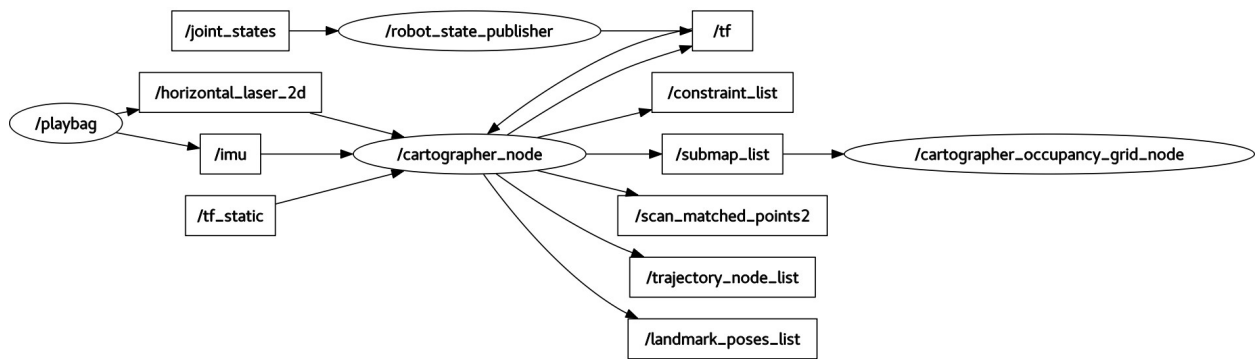 /joint_states
/robot_state_publisher
/tf
/horizontal_laser_2d
/constraint_list
/playbag
/imu
/cartographer_node
/submap_list
/cartographer_occupancy_grid_node
/tf_static
/scan_matched_points2
/trajectory_node_list
/landmark_poses_list